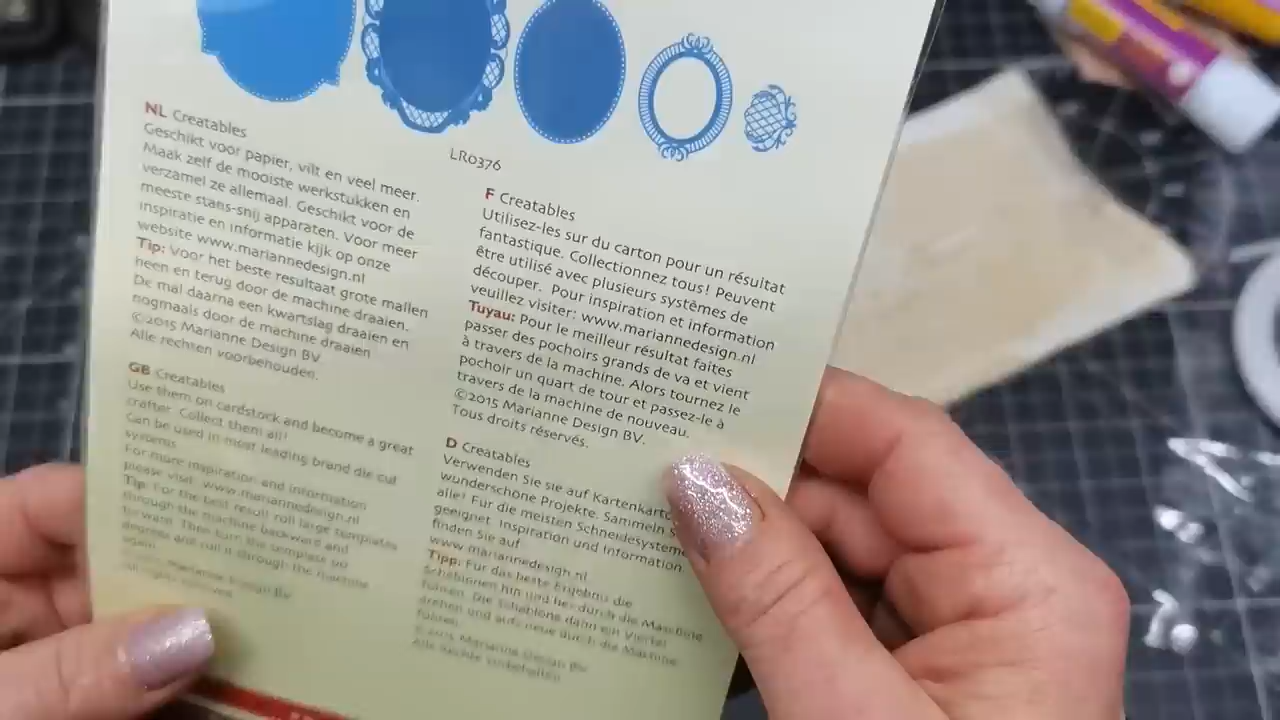 NL Creatables
Geschikt voor papier, vilt en veel meer.
Maak zelf de mooiste werkstukken en
verzamel ze allemaal. Geschikt voor de
meeste stans-snij apparaten. Voor meer
inspiratie en informatie kijk op onze
website www.mariannedesign.nl
Tip: Voor het beste resultaat grote mallen
heen en terug door de machine draaien.
De mal daarna een kwartslag draaien en
nogmaals door de machine draaien
©2015 Marianne Design BV
Alle rechten voorbehouden.
GB Creatables
Use them on cardstock and become a great
crafter. Collect them all!
Can be used in most leading brand die cut
systems.
For more inspiration and information
please visit: www.mariannedesign.nl
Tip: For the best result roll large templates
through the machine backward and
forward. Then turn the template 90
degrees and roll it through the machine
again.
Marianne Design BV
LR0376
F Creatables
Utilisez-les sur du carton pour un résultat
fantastique. Collectionnez tous! Peuvent
être utilisé avec plusieurs systèmes de
découper. Pour inspiration et information
veuillez visiter: www.mariannedesign.nl
Tuyau: Pour le meilleur résultat faites
passer des pochoirs grands de va et vient
à travers de la machine. Alors tournez le
pochoir un quart de tour et passez-le à
travers de la machine de nouveau.
©2015 Marianne Design BV.
Tous droits réservés.
D Creatables
Verwenden Sie sie auf Kartenkarto
wunderschöne Projekte. Sammeln S
alle! Für die meisten Schneidesysteme
geeignet. Inspiration und Information
finden Sie auf
www.mariannedesign.nl
Tipp: Für das beste Ergebnis die
Schablonen hin und her durch die Maschine
führen. Die Schablone dann ein Viertel
drehen und aufs neue durch die Machine
führen.
©2015 Marianne Design BV
Alle Rechte vorbehalten